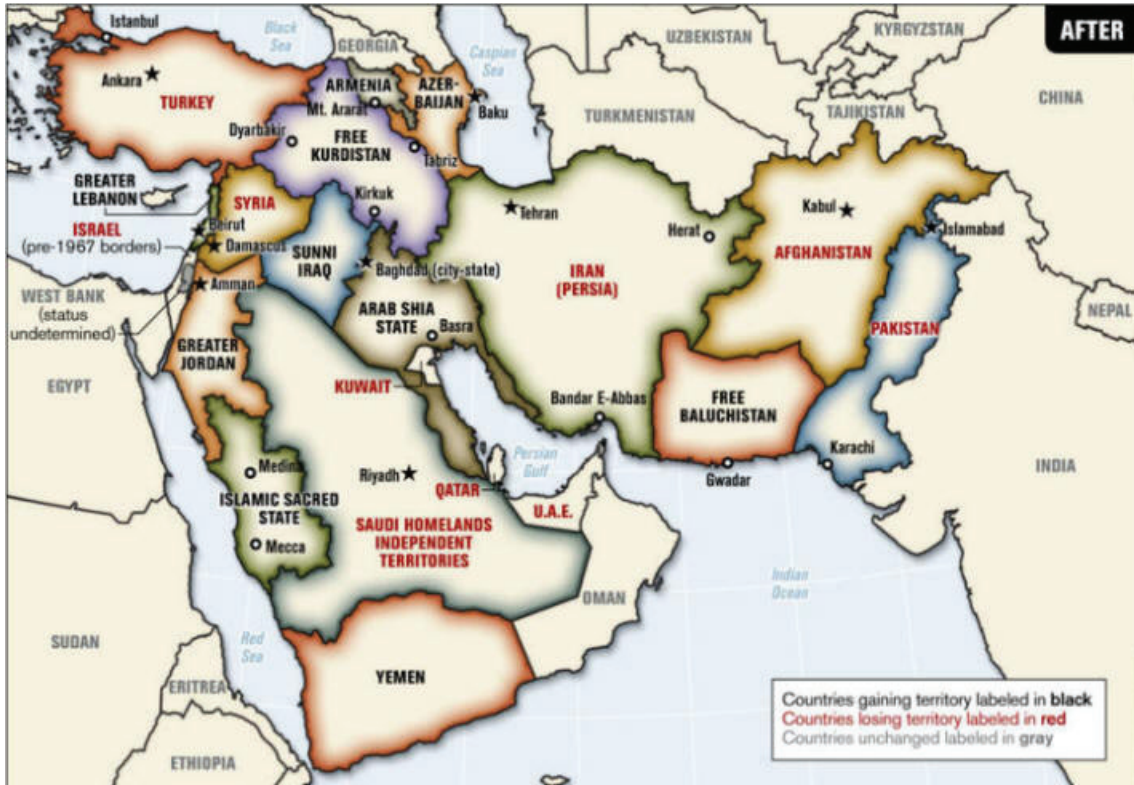 AFTER
Istanbul
Black
Sea
GEORGIA
Caspian
Sea
UZBEKISTAN
KYRGYZSTAN
Ankara
TURKEY
ARMENIA
Mt. Ararat
AZER-
BAIJAN
Baku
TURKMENISTAN
TAJIKISTAN
CHINA
Dyarbakir
FREE
KURDISTAN
Tabriz
GREATER
LEBANON
SYRIA
Kirkuk
Tehran
Herat
Kabul
Islamabad
ISRAEL
(pre-1967 borders)
Beirut
Damascus
SUNNI
IRAQ
Baghdad (city-state)
IRAN
(PERSIA)
AFGHANISTAN
WEST BANK
(status
undetermined)
Amman
ARAB SHIA
STATE
Basra
PAKISTAN
NEPAL
GREATER
JORDAN
EGYPT
KUWAIT
Bandar E-Abbas
FREE
BALUCHISTAN
Karachi
Gwadar
INDIA
Medina
Riyadh
Persian
Gulf
QATAR
U.A.E.
ISLAMIC SACRED
STATE
Mecca
SAUDI HOMELANDS
INDEPENDENT
TERRITORIES
OMAN
Indian
Ocean
SUDAN
Red
Sea
YEMEN
ERITREA
ETHIOPIA
Countries gaining territory labeled in black
Countries losing territory labeled in red
Countries unchanged labeled in gray